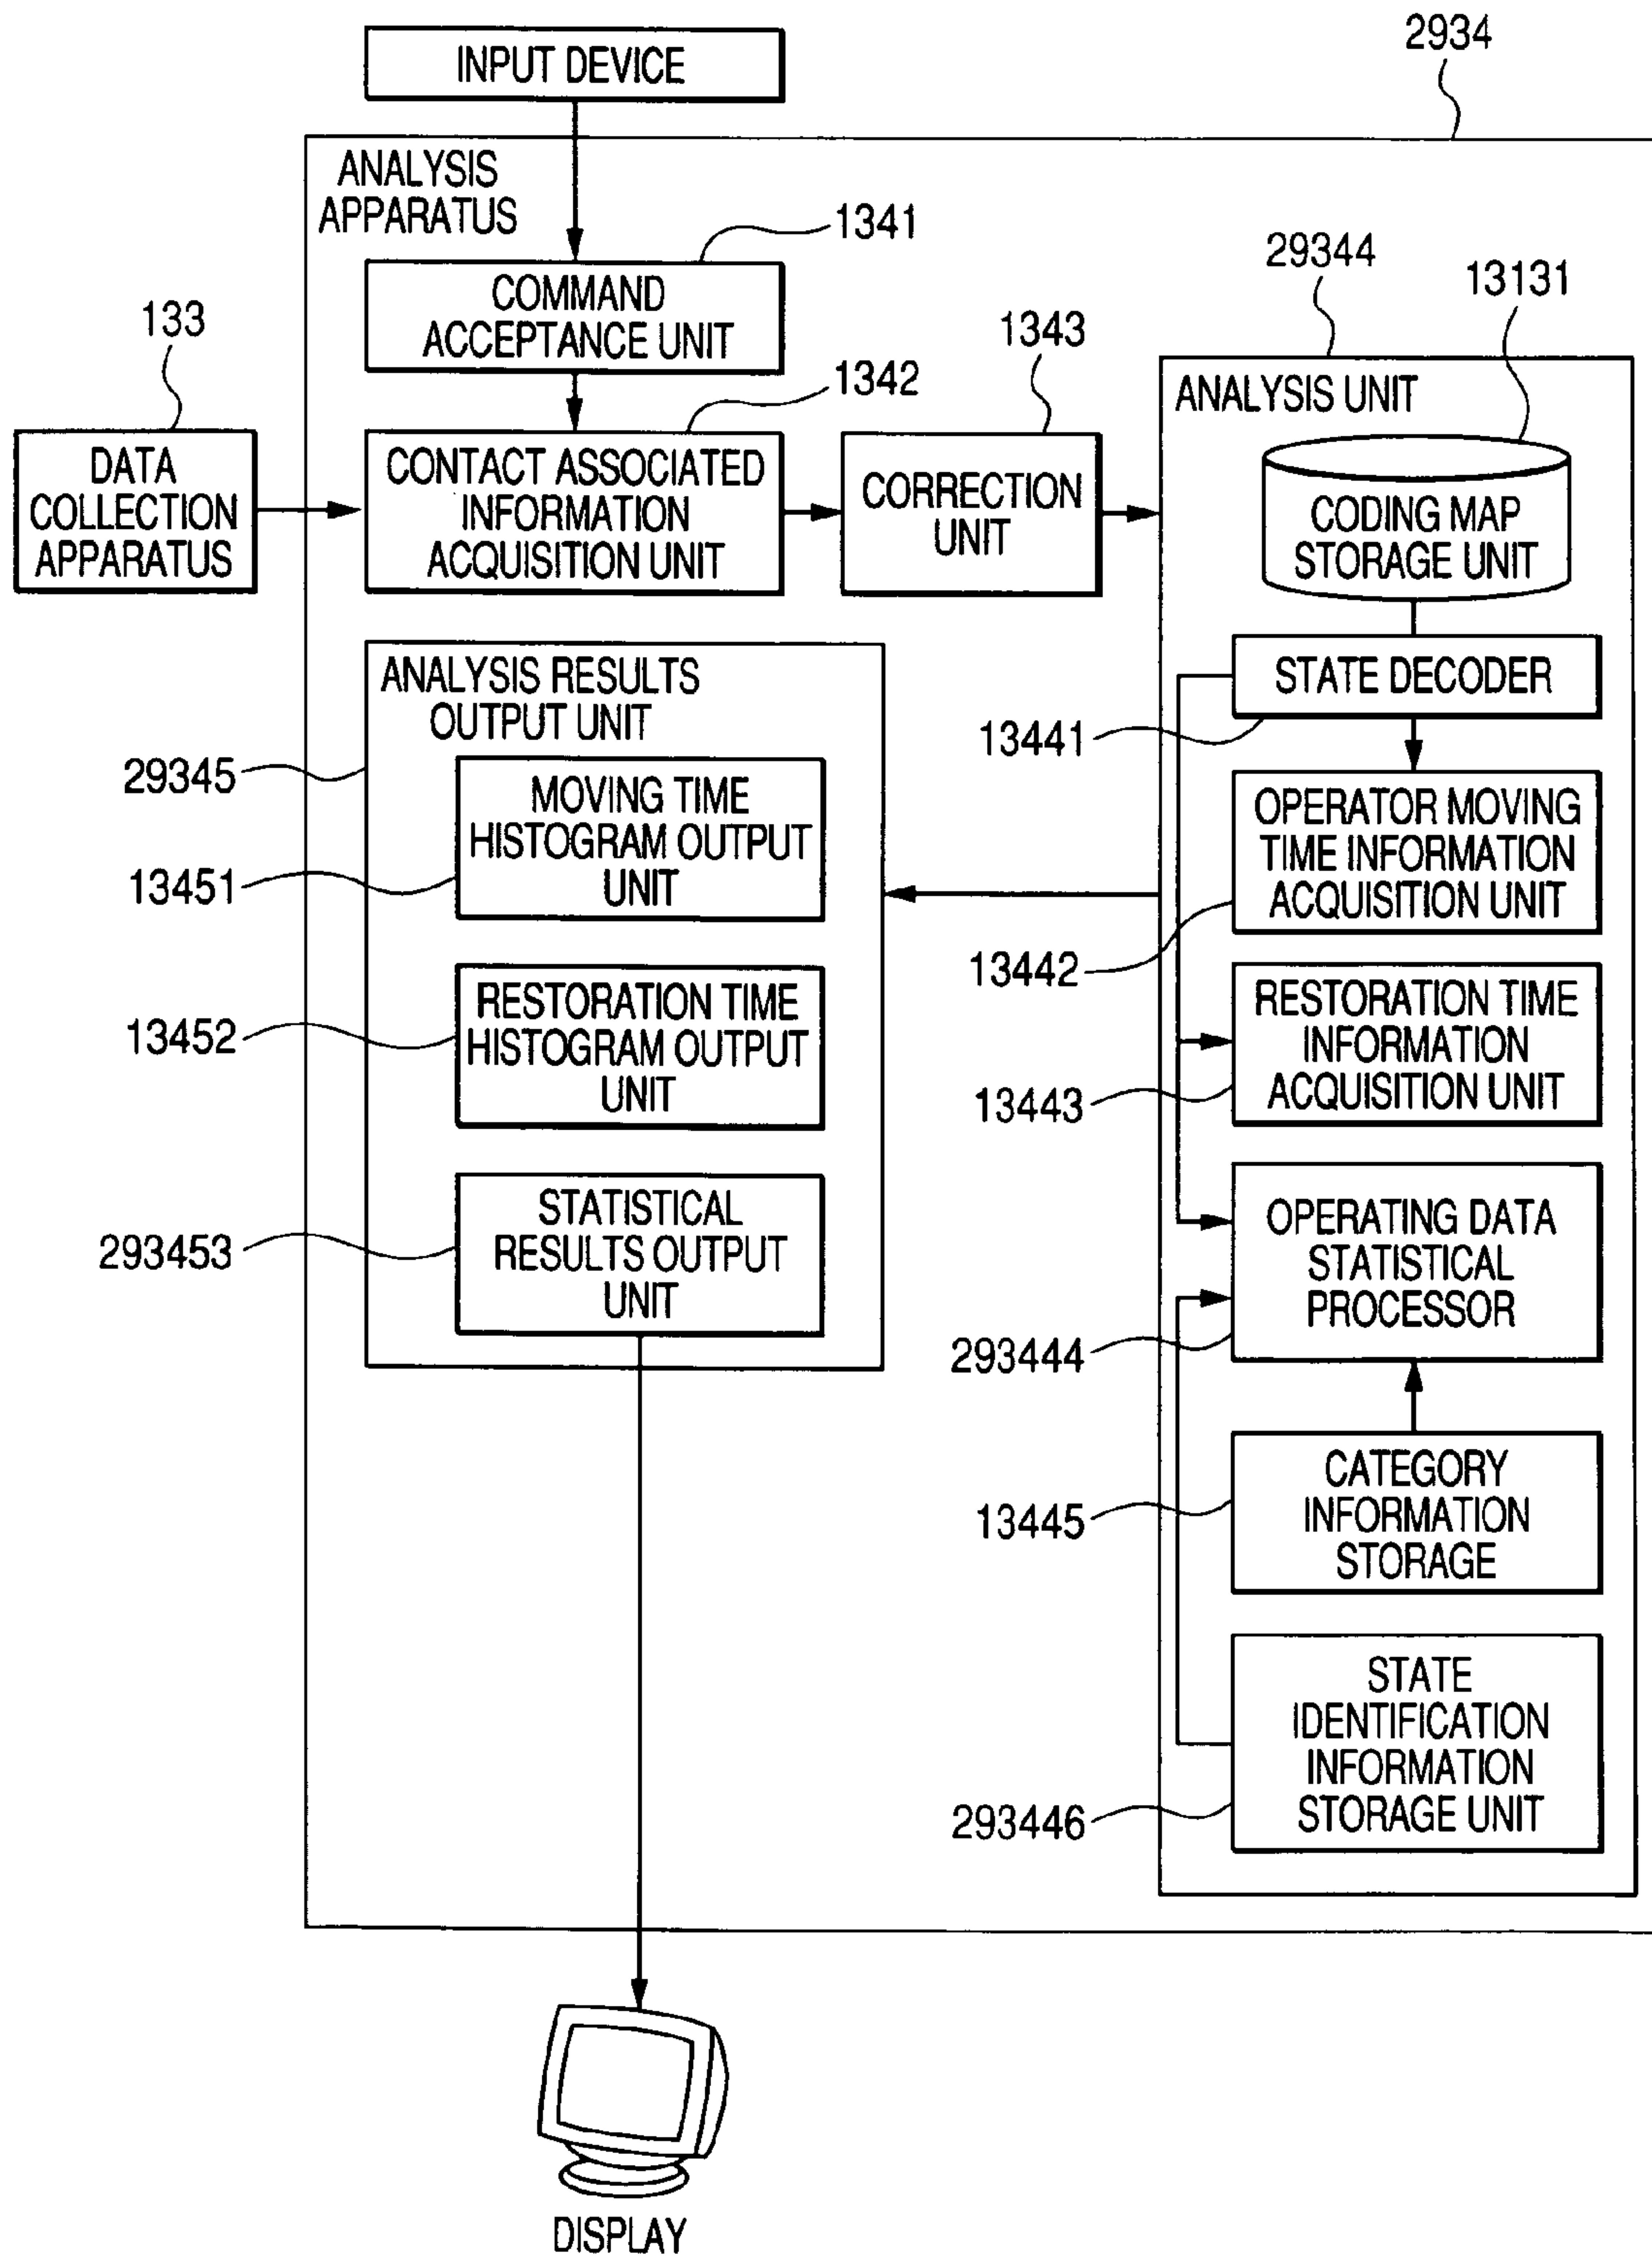 2934
INPUT DEVICE
ANALYSIS
APPARATUS
1341
COMMAND
ACCEPTANCE UNIT
29344
13131
133
1342
1343
ANALYSIS UNIT
DATA
COLLECTION
APPARATUS
CONTACT ASSOCIATED
INFORMATION
ACQUISITION UNIT
CORRECTION
UNIT
CODING MAP
STORAGE UNIT
STATE DECODER
13441
ANALYSIS RESULTS
OUTPUT UNIT
29345
MOVING TIME
HISTOGRAM OUTPUT
UNIT
13451
OPERATOR MOVING
TIME INFORMATION
ACQUISITION UNIT
13442
RESTORATION TIME
HISTOGRAM OUTPUT
UNIT
13452
RESTORATION TIME
INFORMATION
ACQUISITION UNIT
13443
STATISTICAL
RESULTS OUTPUT
UNIT
293453
OPERATING DATA
STATISTICAL
PROCESSOR
293444
CATEGORY
INFORMATION
STORAGE
13445
STATE
IDENTIFICATION
INFORMATION
STORAGE UNIT
293446
DISPLAY